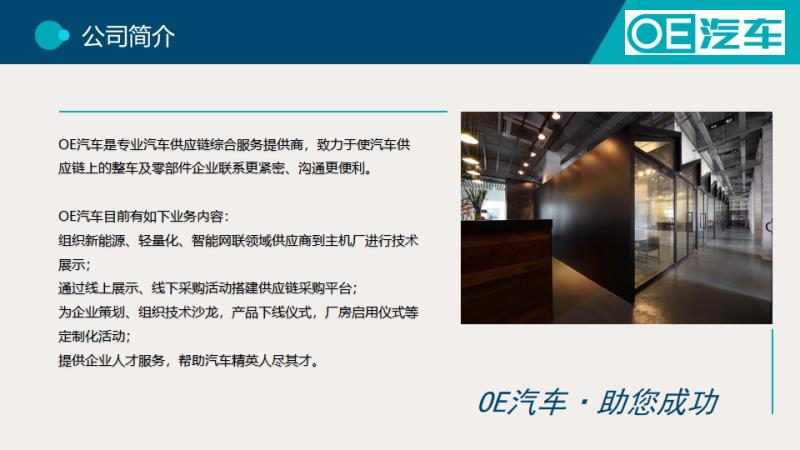 公司简介
OE汽车
OE汽车是专业汽车供应链综合服务提供商，致力于使汽车供
应链上的整车及零部件企业联系更紧密、沟通更便利。
OE汽车目前有如下业务内容：
组织新能源、轻量化、智能网联领域供应商到主机厂进行技术
展示；
通过线上展示、线下采购活动搭建供应链采购平台；
为企业策划、组织技术沙龙，产品下线仪式，厂房启用仪式等
定制化活动；
提供企业人才服务，帮助汽车精英人尽其才。
OE汽车·助您成功